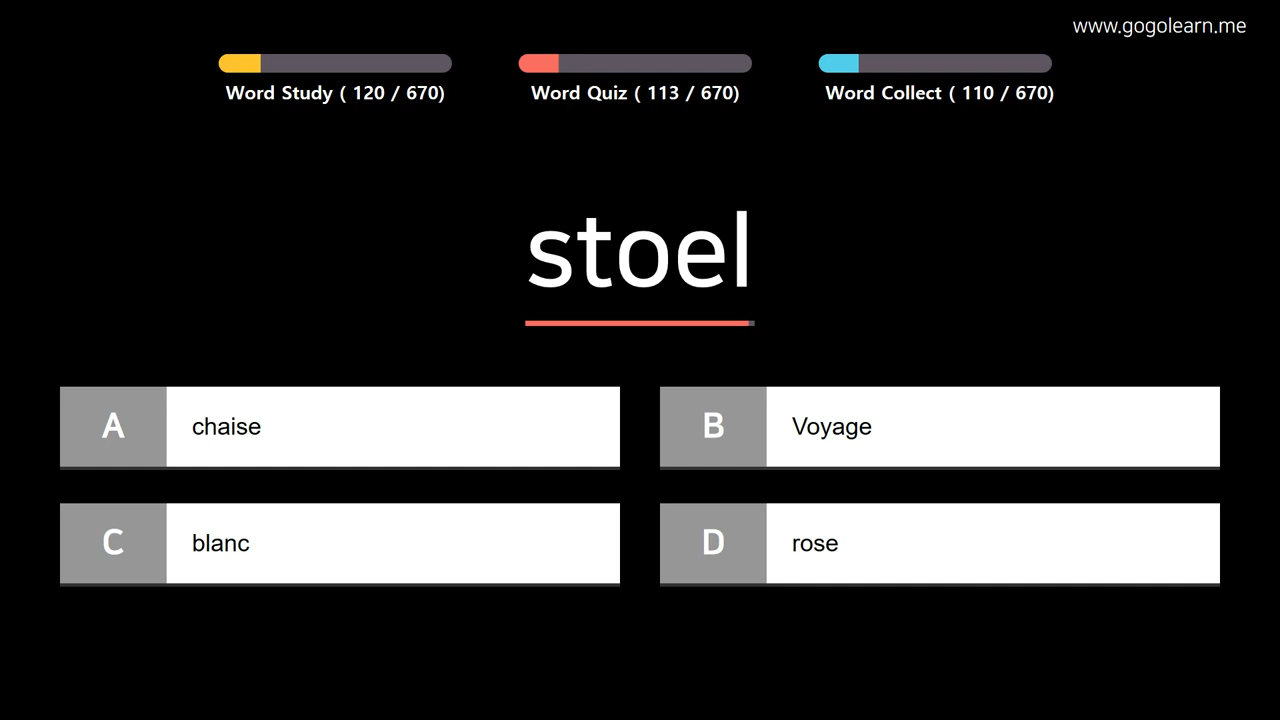 www.gogolearn.me
Word Study ( 120 / 670)
Word Quiz ( 113 / 670)
Word Collect ( 110 / 670)
stoel
A chaise
B Voyage
C blanc
D rose